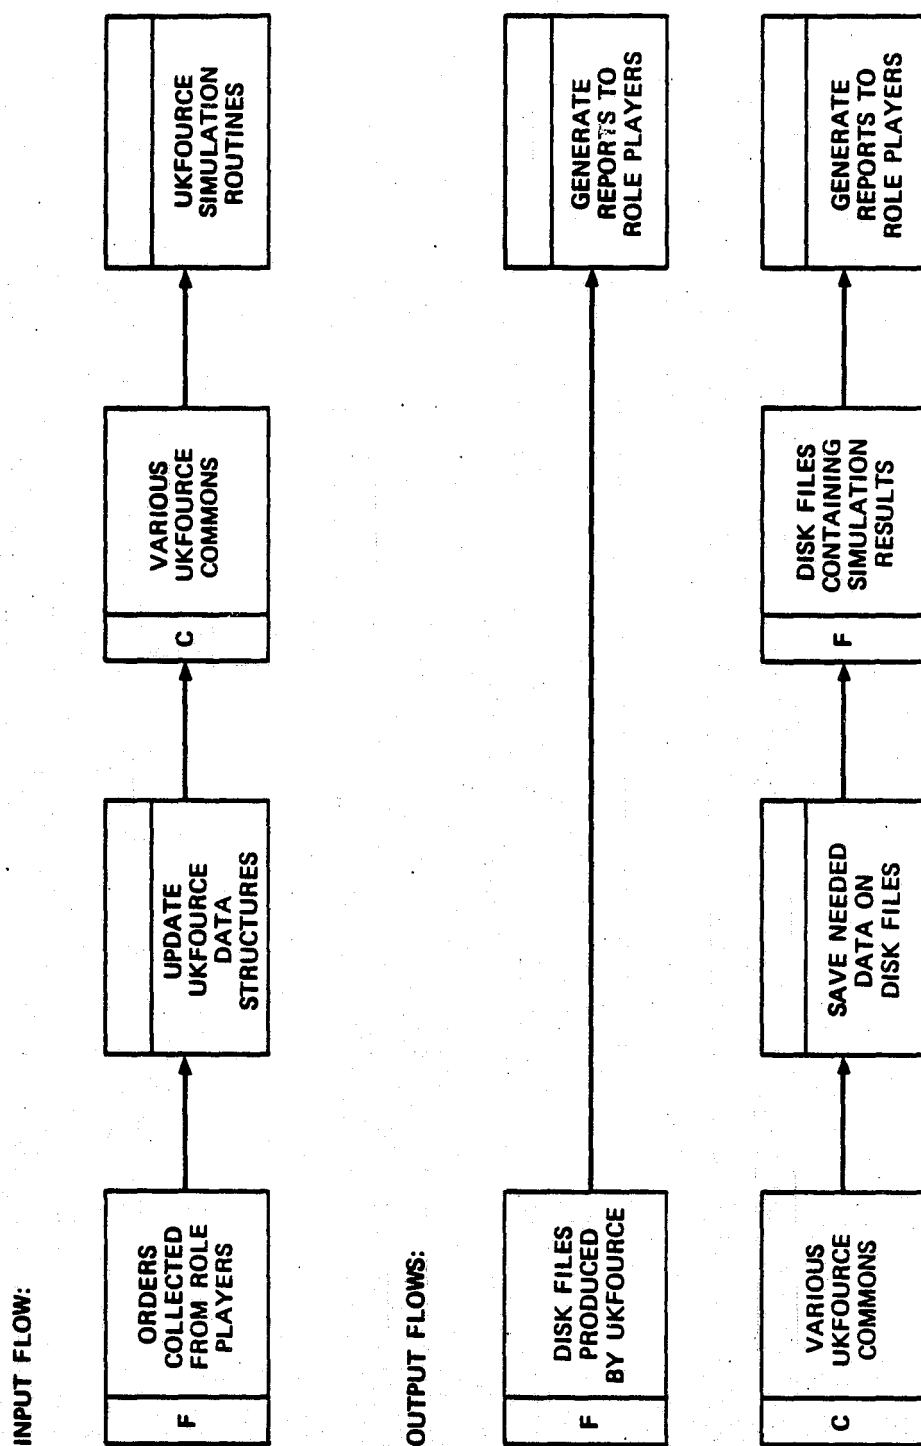 INPUT FLOW:
F
ORDERS
COLLECTED
FROM ROLE
PLAYERS
UPDATE
UKFOURCE
DATA
STRUCTURES
C
VARIOUS
UKFOURCE
COMMONS
UKFOURCE
SIMULATION
ROUTINES
OUTPUT FLOWS:
F
DISK FILES
PRODUCED
BY UKFOURCE
GENERATE
REPORTS TO
ROLE PLAYERS
C
VARIOUS
UKFOURCE
COMMONS
SAVE NEEDED
DATA ON
DISK FILES
F
DISK FILES
CONTAINING
SIMULATION
RESULTS
GENERATE
REPORTS TO
ROLE PLAYERS